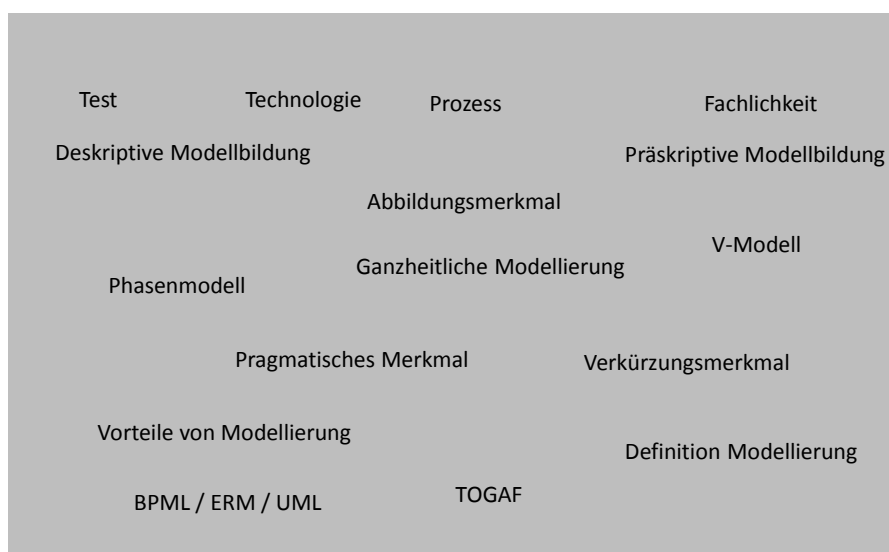 Test
Technologie
Prozess
Fachlichkeit
Deskriptive Modellbildung
Präskriptive Modellbildung
Abbildungsmerkmal
V-Modell
Ganzheitliche Modellierung
Phasenmodell
Pragmatisches Merkmal
Verkürzungsmerkmal
Vorteile von Modellierung
Definition Modellierung
BPML / ERM / UML
TOGAF